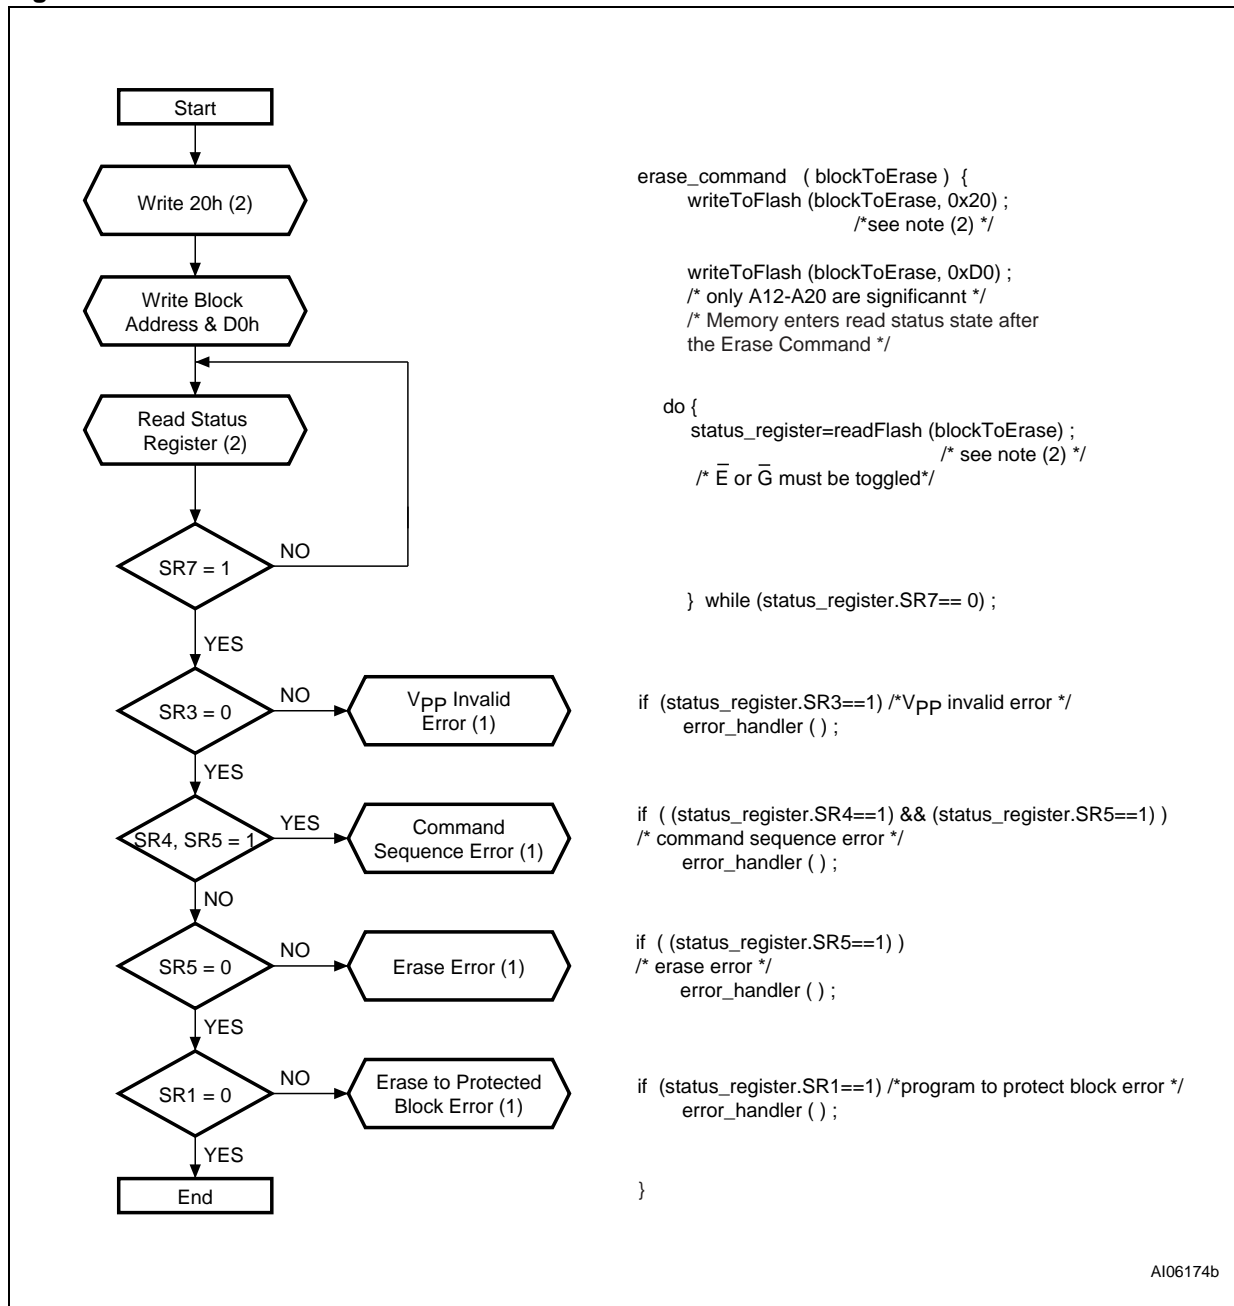 Start
Write 20h (2)
Write Block
Address & D0h
Read Status
Register (2)
SR7 = 1
NO
YES
SR3 = 0
NO
VPP Invalid
Error (1)
YES
SR4, SR5 = 1
YES
Command
Sequence Error (1)
NO
SR5 = 0
NO
Erase Error (1)
YES
SR1 = 0
NO
Erase to Protected
Block Error (1)
YES
End
erase_command ( blockToErase ) {
writeToFlash (blockToErase, 0x20) ;
/*see note (2) */
writeToFlash (blockToErase, 0xD0) ;
/* only A12-A20 are significannt */
/* Memory enters read status state after
the Erase Command */
do {
status_register=readFlash (blockToErase) ;
/* see note (2) */
/* E̅ or G̅ must be toggled*/
} while (status_register.SR7== 0) ;
if (status_register.SR3==1) /*VPP invalid error */
error_handler ( ) ;
if ( (status_register.SR4==1) && (status_register.SR5==1) )
/* command sequence error */
error_handler ( ) ;
if ( (status_register.SR5==1) )
/* erase error */
error_handler ( ) ;
if (status_register.SR1==1) /*program to protect block error */
error_handler ( ) ;
}
AI06174b